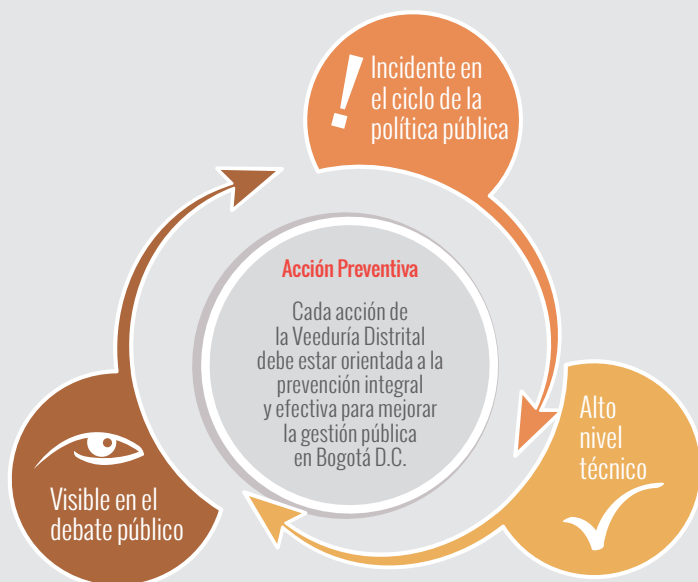 Incidente en
el ciclo de la
política pública
Acción Preventiva
Cada acción de
la Veeduría Distrital
debe estar orientada a la
prevención integral
y efectiva para mejorar
la gestión pública
en Bogotá D.C.
Alto
nivel
técnico
Visible en el
debate público